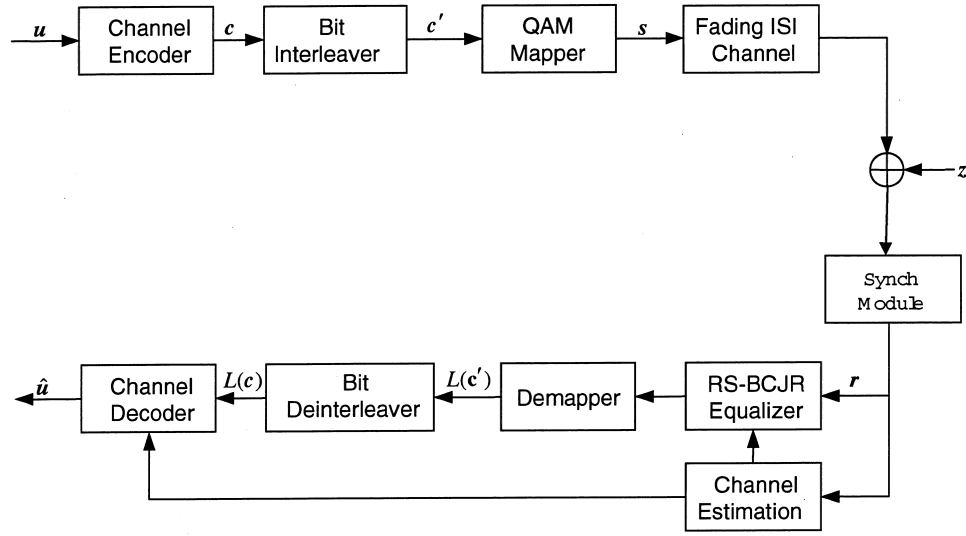 u
Channel
Encoder
c
Bit
Interleaver
c′
QAM
Mapper
s
Fading ISI
Channel
z
Synch
Module
û
Channel
Decoder
L(c)
Bit
Deinterleaver
L(c′)
Demapper
RS-BCJR
Equalizer
r
Channel
Estimation